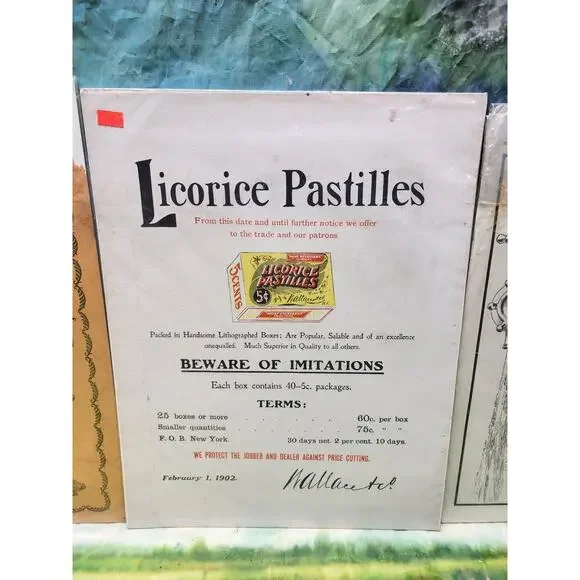 Licorice Pastilles
From this date and until further notice we offer
to the trade and our patrons
5 CENTS
LICORICE
PASTILLES
5¢
Wallace & Co.
Packed in Handsome Lithographed Boxes; Are Popular, Salable and of an excellence
unequalled. Much Superior in Quality to all others.
BEWARE OF IMITATIONS
Each box contains 40–5c. packages.
TERMS:
25 boxes or more . . . . . . 60c. per box
Smaller quantities . . . . . . 75c. " "
F. O. B. New York. 30 days net. 2 per cent. 10 days.
WE PROTECT THE JOBBER AND DEALER AGAINST PRICE CUTTING.
February 1, 1902. Wallace & Co.